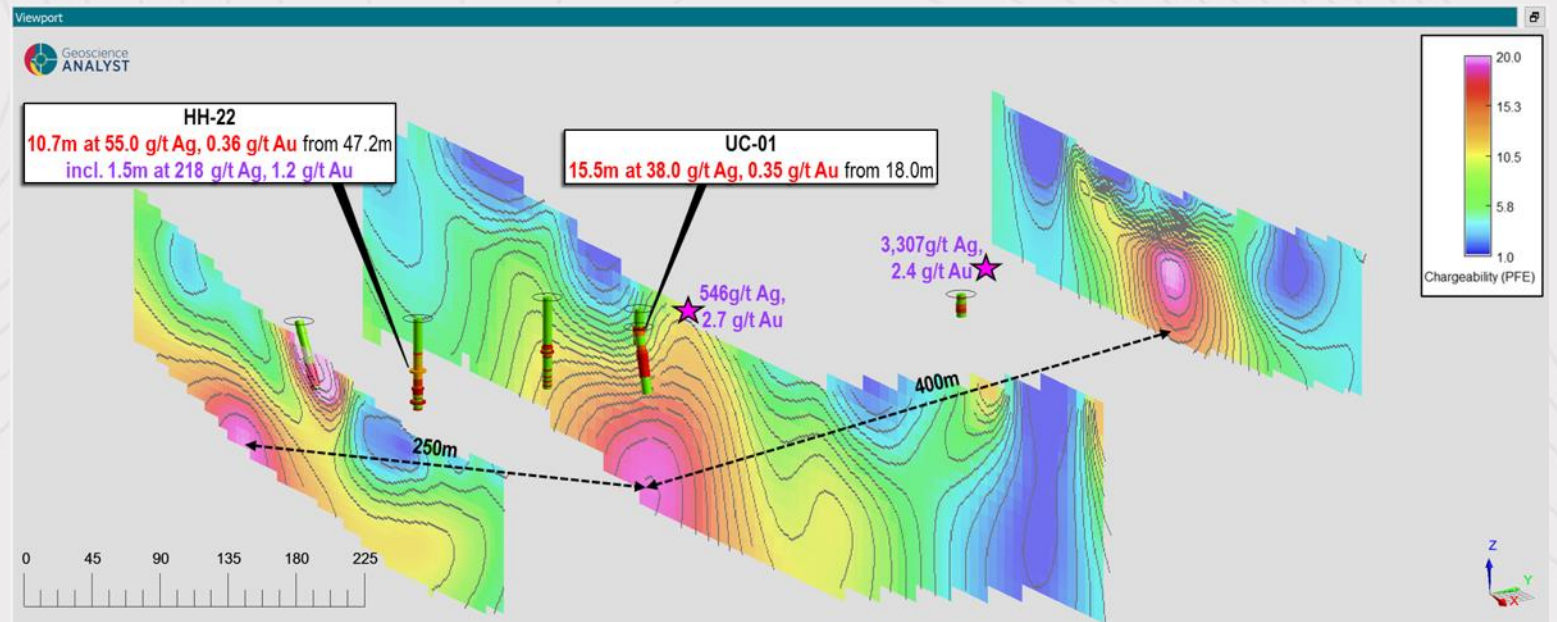 Viewport
Geoscience
ANALYST
HH-22
10.7m at 55.0 g/t Ag, 0.36 g/t Au from 47.2m
incl. 1.5m at 218 g/t Ag, 1.2 g/t Au
UC-01
15.5m at 38.0 g/t Ag, 0.35 g/t Au from 18.0m
546g/t Ag,
2.7 g/t Au
3,307g/t Ag,
2.4 g/t Au
250m
400m
20.0
15.3
10.5
5.8
1.0
Chargeability (PFE)
0 45 90 135 180 225
Z
Y
X